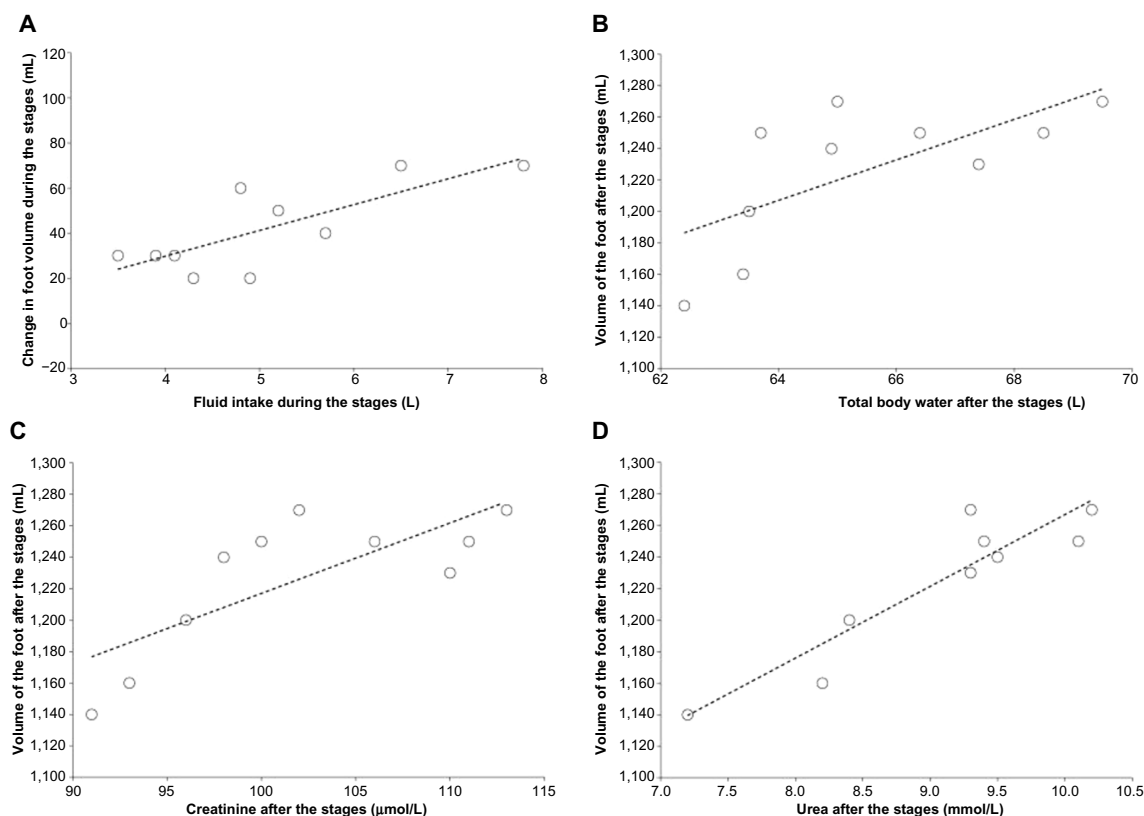 A
Change in foot volume during the stages (mL)
120
100
80
60
40
20
0
−20
3 4 5 6 7 8
Fluid intake during the stages (L)
B
Volume of the foot after the stages (mL)
1,300
1,280
1,260
1,240
1,220
1,200
1,180
1,160
1,140
1,120
1,100
62 64 66 68 70
Total body water after the stages (L)
C
Volume of the foot after the stages (mL)
1,300
1,280
1,260
1,240
1,220
1,200
1,180
1,160
1,140
1,120
1,100
90 95 100 105 110 115
Creatinine after the stages (µmol/L)
D
Volume of the foot after the stages (mL)
1,300
1,280
1,260
1,240
1,220
1,200
1,180
1,160
1,140
1,120
1,100
7.0 7.5 8.0 8.5 9.0 9.5 10.0 10.5
Urea after the stages (mmol/L)